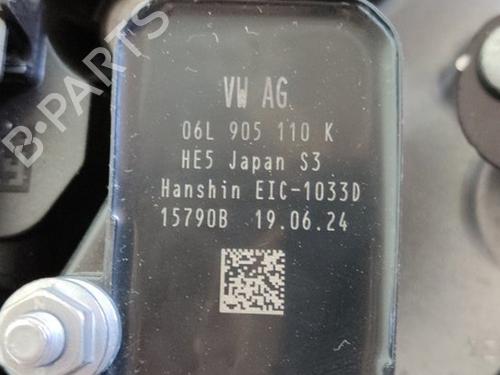 VW AG
06L 905 110 K
HE5 Japan S3
Hanshin EIC-1033D
15790B 19.06.24
B-PARTS